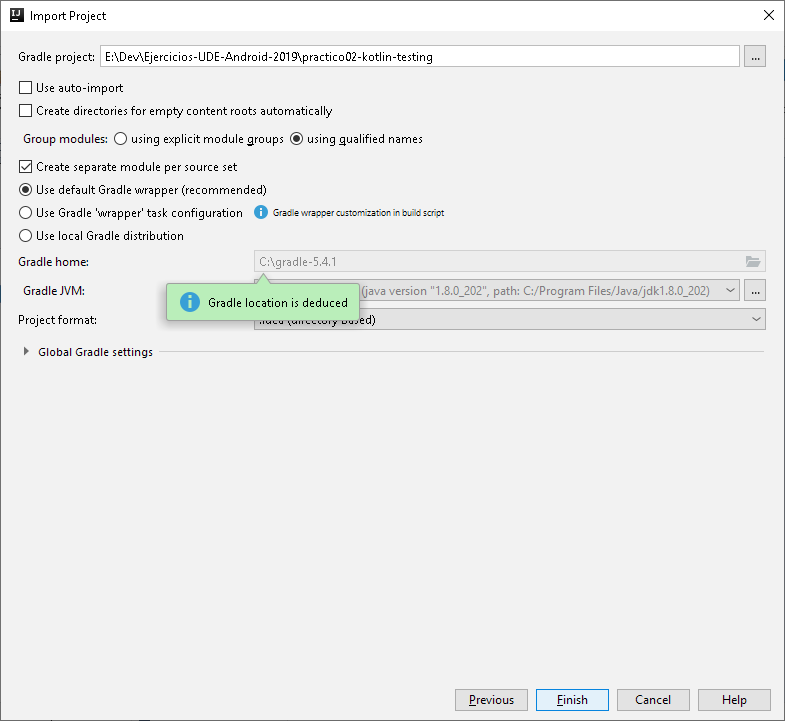 Import Project
Gradle project: E:\Dev\Ejercicios-UDE-Android-2019\practico02-kotlin-testing ...
Use auto-import
Create directories for empty content roots automatically
Group modules: using explicit module groups using qualified names
Create separate module per source set
Use default Gradle wrapper (recommended)
Use Gradle 'wrapper' task configuration Gradle wrapper customization in build script
Use local Gradle distribution
Gradle home: C:\gradle-5.4.1
Gradle JVM: (java version "1.8.0_202", path: C:/Program Files/Java/jdk1.8.0_202) ...
Gradle location is deduced
Project format: .idea (directory based)
Global Gradle settings
Previous Finish Cancel Help